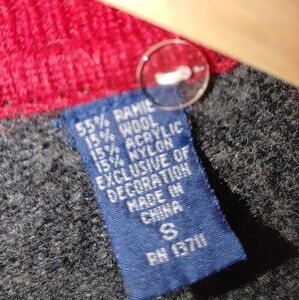 55% RAMIE
15% WOOL
15% ACRYLIC
15% NYLON
EXCLUSIVE OF
DECORATION
MADE IN
CHINA
S
RN 13711